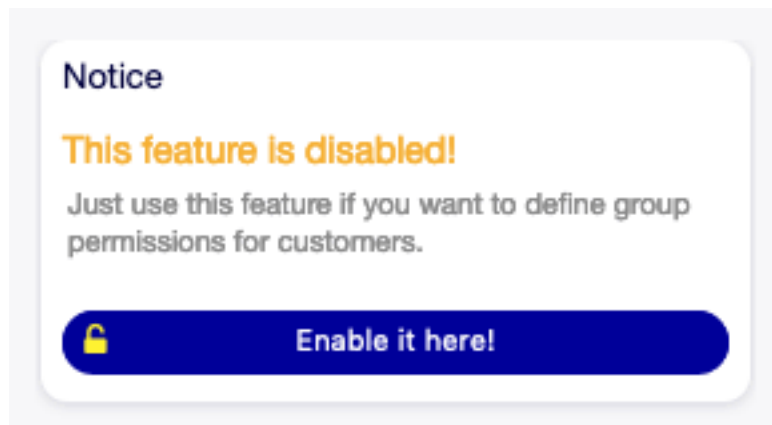 Notice
This feature is disabled!
Just use this feature if you want to define group
permissions for customers.
Enable it here!